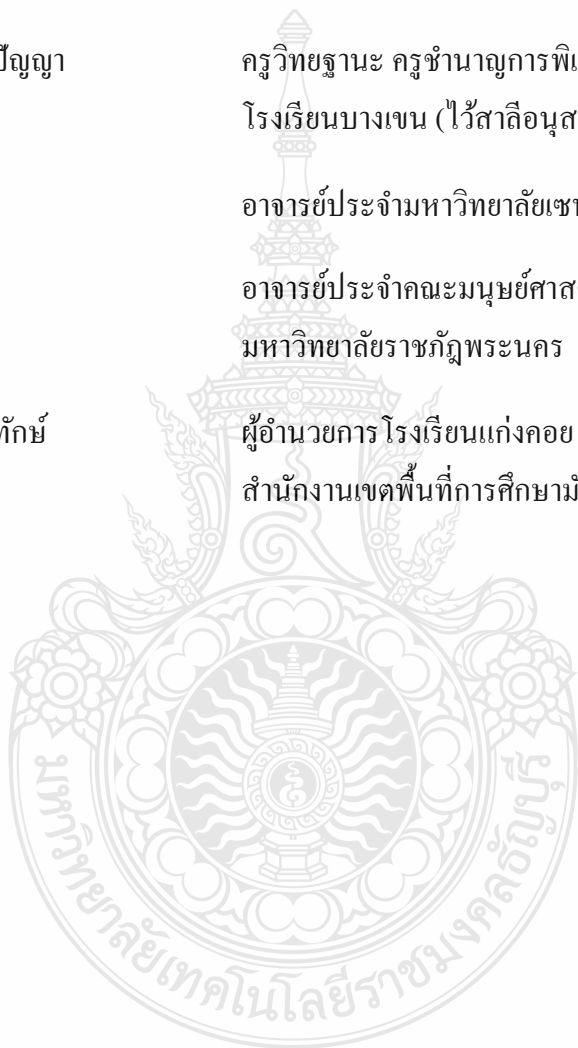 ปัญญา ครูวิทยฐานะ ครูชำนาญการ
โรงเรียนบางเขน (ไว้สาลีอนุส
อาจารย์ประจำมหาวิทยาลัยเซ
อาจารย์ประจำคณะมนุษย์ศาส
มหาวิทยาลัยราชภัฏพระนคร
ทักษ์ ผู้อำนวยการโรงเรียนแก่งคอย
สำนักงานเขตพื้นที่การศึกษามั
มหาวิทยาลัยเทคโนโลยีราชมงคลธัญบุรี